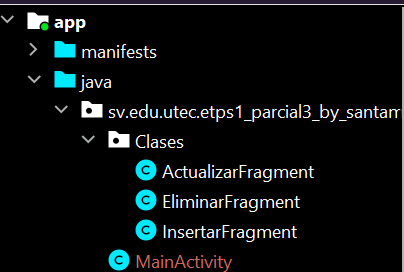 app
manifests
java
sv.edu.utec.etps1_parcial3_by_santam
Clases
C ActualizarFragment
C EliminarFragment
C InsertarFragment
C MainActivity